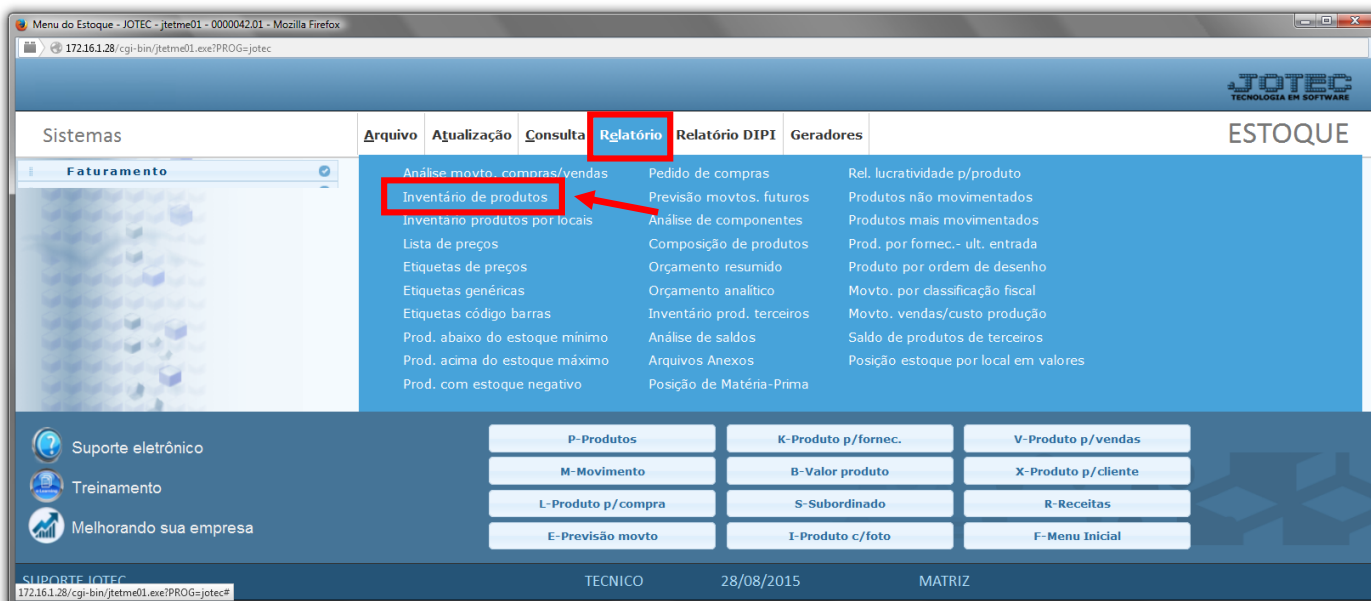 Menu do Estoque - JOTEC - jtetme01 - 0000042.01 - Mozilla Firefox
172.16.1.28/cgi-bin/jtetme01.exe?PROG=jotec
JOTEC
TECNOLOGIA EM SOFTWARE
Sistemas
Arquivo Atualização Consulta Relatório Relatório DIPI Geradores
ESTOQUE
Faturamento
Análise movto. compras/vendas Pedido de compras Rel. lucratividade p/produto
Inventário de produtos Previsão movtos. futuros Produtos não movimentados
Inventário produtos por locais Análise de componentes Produtos mais movimentados
Lista de preços Composição de produtos Prod. por fornec.- ult. entrada
Etiquetas de preços Orçamento resumido Produto por ordem de desenho
Etiquetas genéricas Orçamento analítico Movto. por classificação fiscal
Etiquetas código barras Inventário prod. terceiros Movto. vendas/custo produção
Prod. abaixo do estoque mínimo Análise de saldos Saldo de produtos de terceiros
Prod. acima do estoque máximo Arquivos Anexos Posição estoque por local em valores
Prod. com estoque negativo Posição de Matéria-Prima
Suporte eletrônico
Treinamento
Melhorando sua empresa
P-Produtos K-Produto p/fornec. V-Produto p/vendas
M-Movimento B-Valor produto X-Produto p/cliente
L-Produto p/compra S-Subordinado R-Receitas
E-Previsão movto I-Produto c/foto F-Menu Inicial
SUPORTE JOTEC TECNICO 28/08/2015 MATRIZ
172.16.1.28/cgi-bin/jtetme01.exe?PROG=jotec#